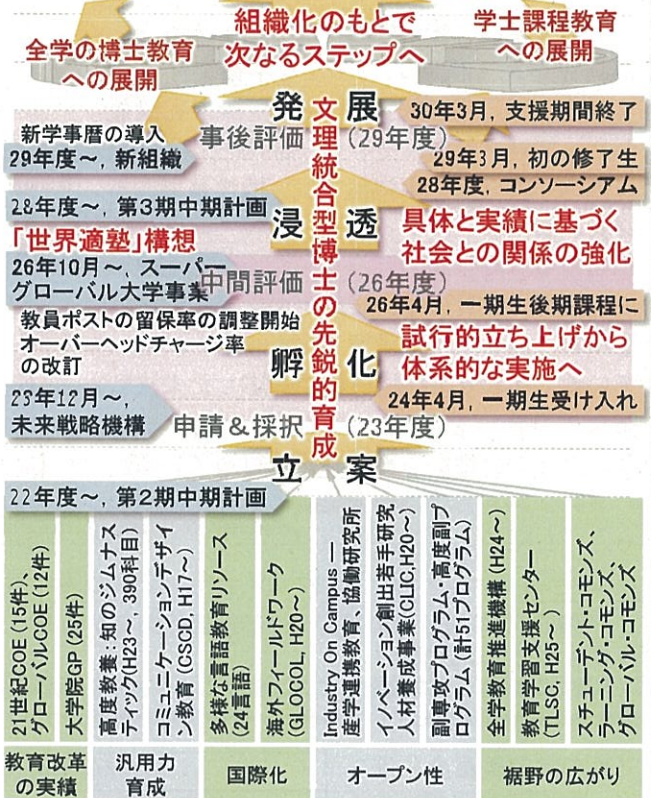 組織化のもとで
次なるステップへ
全学の博士教育
への展開
学士課程教育
への展開
発展
文理統合型博士の先鋭的育成
30年3月，支援期間終了
新学事暦の導入
事後評価（29年度）
29年度～，新組織
29年3月，初の修了生
28年度，コンソーシアム
28年度～，第3期中期計画
浸透
具体と実績に基づく
社会との関係の強化
「世界適塾」構想
26年10月～，スーパー
グローバル大学事業
中間評価（26年度）
26年4月，一期生後期課程に
教員ポストの留保率の調整開始
オーバーヘッドチャージ率
の改訂
孵化
試行的立ち上げから
体系的な実施へ
23年12月～，
未来戦略機構
24年4月，一期生受け入れ
申請＆採択（23年度）
立案
22年度～，第2期中期計画
21世紀COE（15件）、
グローバルCOE（12件）
大学院GP（25件）
高度教養：知のジムナス
ティック（H23～，390科目）
コミュニケーションデザイ
ン教育（CSCD, H17～）
多様な言語教育リソース
（24言語）
海外フィールドワーク
（GLOCOL, H20～）
Industry On Campus —
産学連携教育、協働研究所
イノベーション創出若手研究
人材養成事業（CLIC,H20～）
副専攻プログラム・高度副プ
ログラム（計51プログラム）
全学教育推進機構（H24～）
教育学習支援センター
（TLSC, H25～）
スチューデント・コモンズ、
ラーニング・コモンズ、
グローバル・コモンズ
教育改革
の実績
汎用力
育成
国際化
オープン性
裾野の広がり